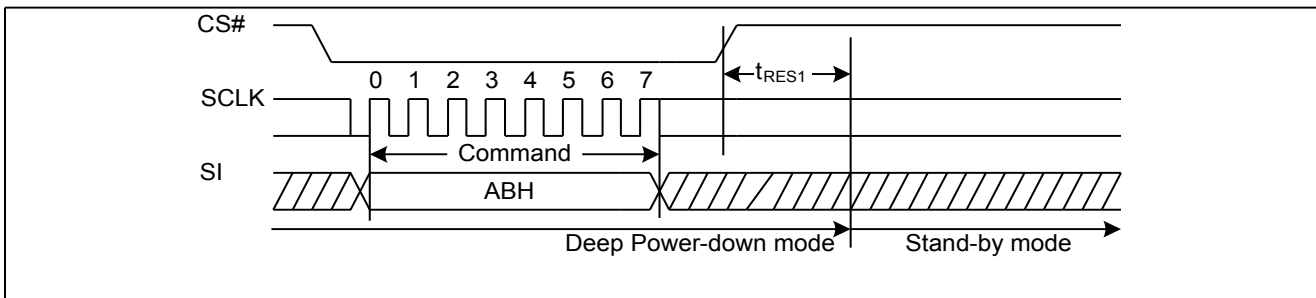 CS#
tRES1
0 1 2 3 4 5 6 7
SCLK
Command
SI
ABH
Deep Power-down mode Stand-by mode